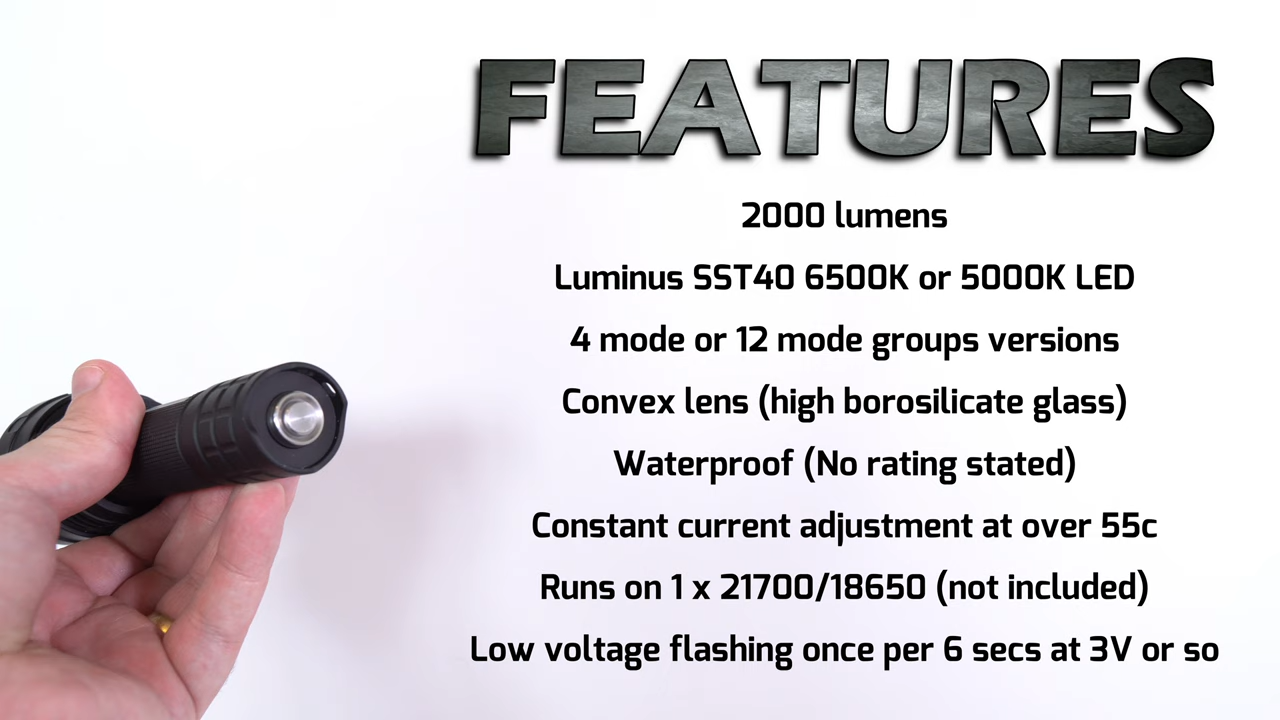 FEATURES
2000 lumens
Luminus SST40 6500K or 5000K LED
4 mode or 12 mode groups versions
Convex lens (high borosilicate glass)
Waterproof (No rating stated)
Constant current adjustment at over 55c
Runs on 1 x 21700/18650 (not included)
Low voltage flashing once per 6 secs at 3V or so